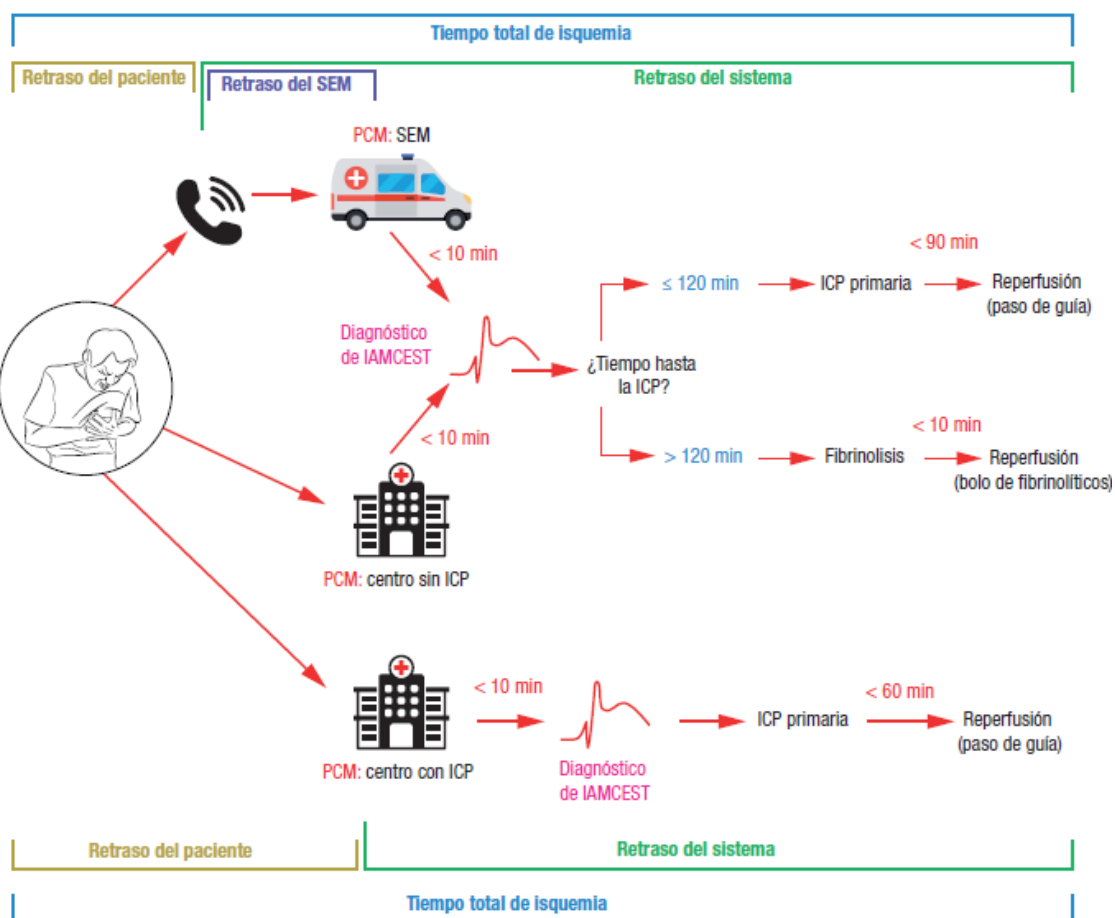 Tiempo total de isquemia
Retraso del paciente
Retraso del SEM
Retraso del sistema
PCM: SEM
< 10 min
Diagnóstico
de IAMCEST
< 10 min
¿Tiempo hasta
la ICP?
≤ 120 min
ICP primaria
< 90 min
Reperfusión
(paso de guía)
> 120 min
Fibrinolisis
< 10 min
Reperfusión
(bolo de fibrinolíticos)
PCM: centro sin ICP
PCM: centro con ICP
< 10 min
Diagnóstico
de IAMCEST
ICP primaria
< 60 min
Reperfusión
(paso de guía)
Retraso del paciente
Retraso del sistema
Tiempo total de isquemia